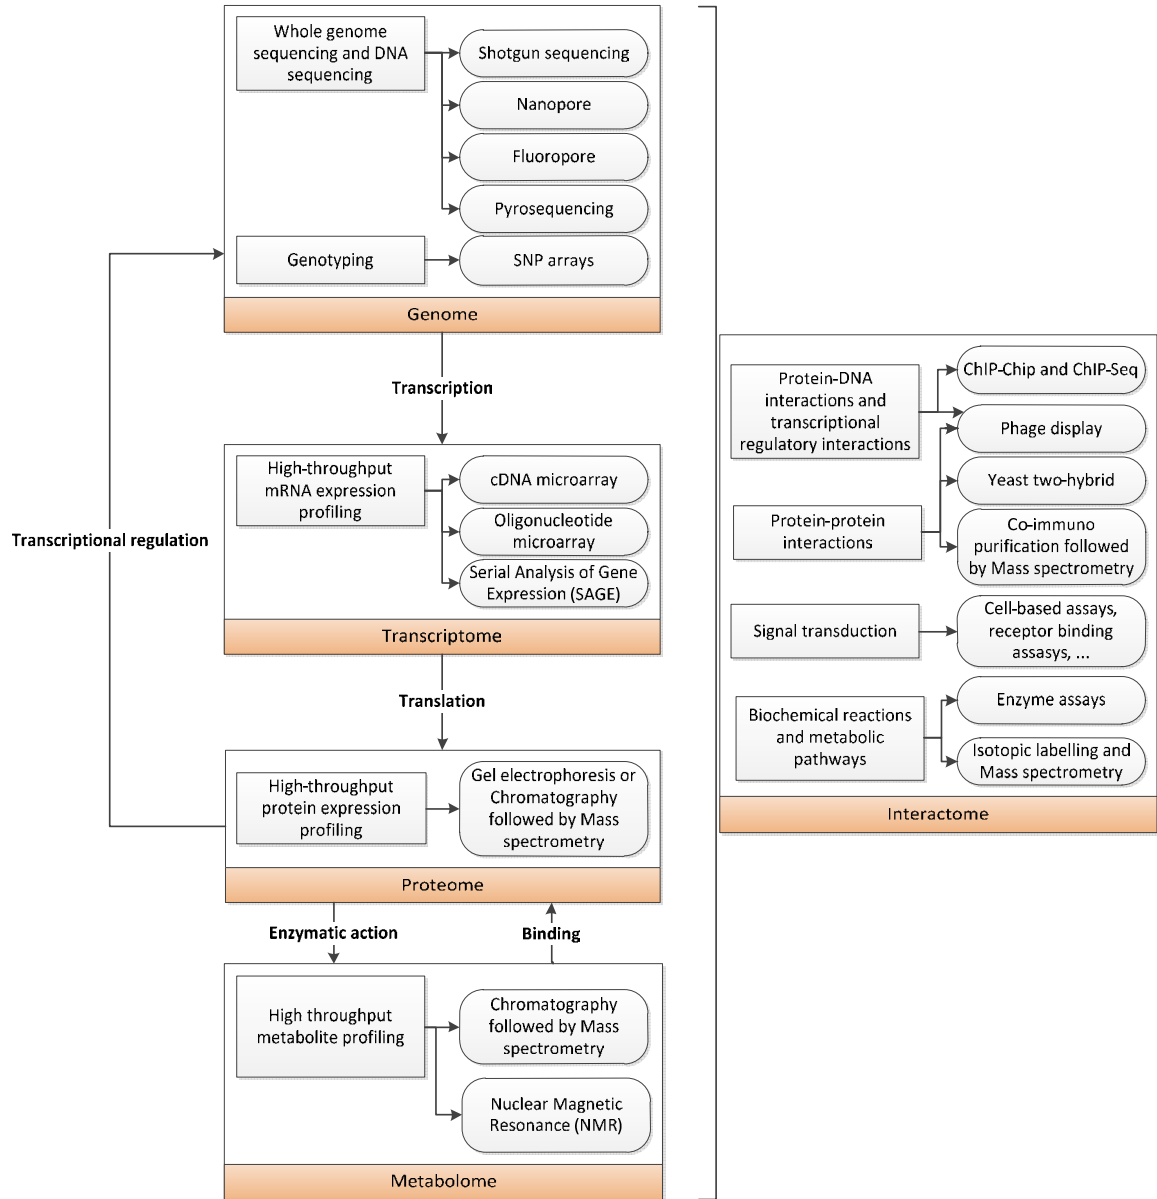 Whole genome
sequencing and DNA
sequencing
Shotgun sequencing
Nanopore
Fluoropore
Pyrosequencing
Genotyping
SNP arrays
Genome
Transcription
High-throughput
mRNA expression
profiling
cDNA microarray
Oligonucleotide
microarray
Serial Analysis of Gene
Expression (SAGE)
Transcriptome
Transcriptional regulation
Translation
High-throughput
protein expression
profiling
Gel electrophoresis or
Chromatography
followed by Mass
spectrometry
Proteome
Enzymatic action
Binding
High throughput
metabolite profiling
Chromatography
followed by Mass
spectrometry
Nuclear Magnetic
Resonance (NMR)
Metabolome
Protein-DNA
interactions and
transcriptional
regulatory interactions
ChIP-Chip and ChIP-Seq
Phage display
Yeast two-hybrid
Protein-protein
interactions
Co-immuno
purification followed
by Mass spectrometry
Signal transduction
Cell-based assays,
receptor binding
assasys, ...
Biochemical reactions
and metabolic
pathways
Enzyme assays
Isotopic labelling and
Mass spectrometry
Interactome